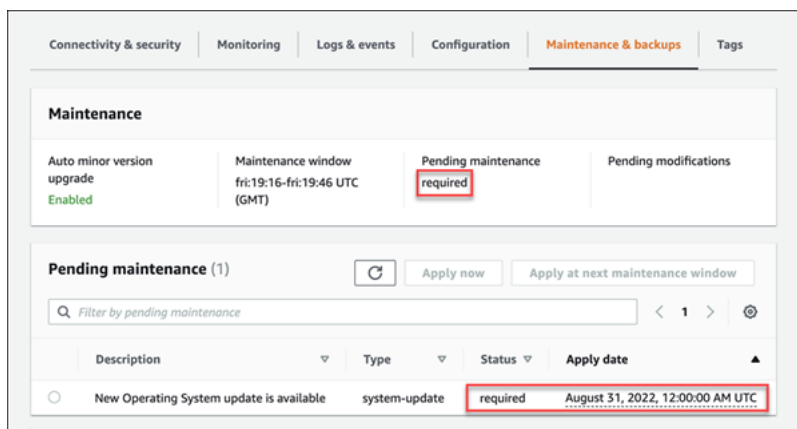 Connectivity & security Monitoring Logs & events Configuration Maintenance & backups Tags
Maintenance
Auto minor version upgrade
Enabled
Maintenance window
fri:19:16-fri:19:46 UTC (GMT)
Pending maintenance
required
Pending modifications
Pending maintenance (1) Apply now Apply at next maintenance window
Filter by pending maintenance 1
Description Type Status Apply date
New Operating System update is available system-update required August 31, 2022, 12:00:00 AM UTC